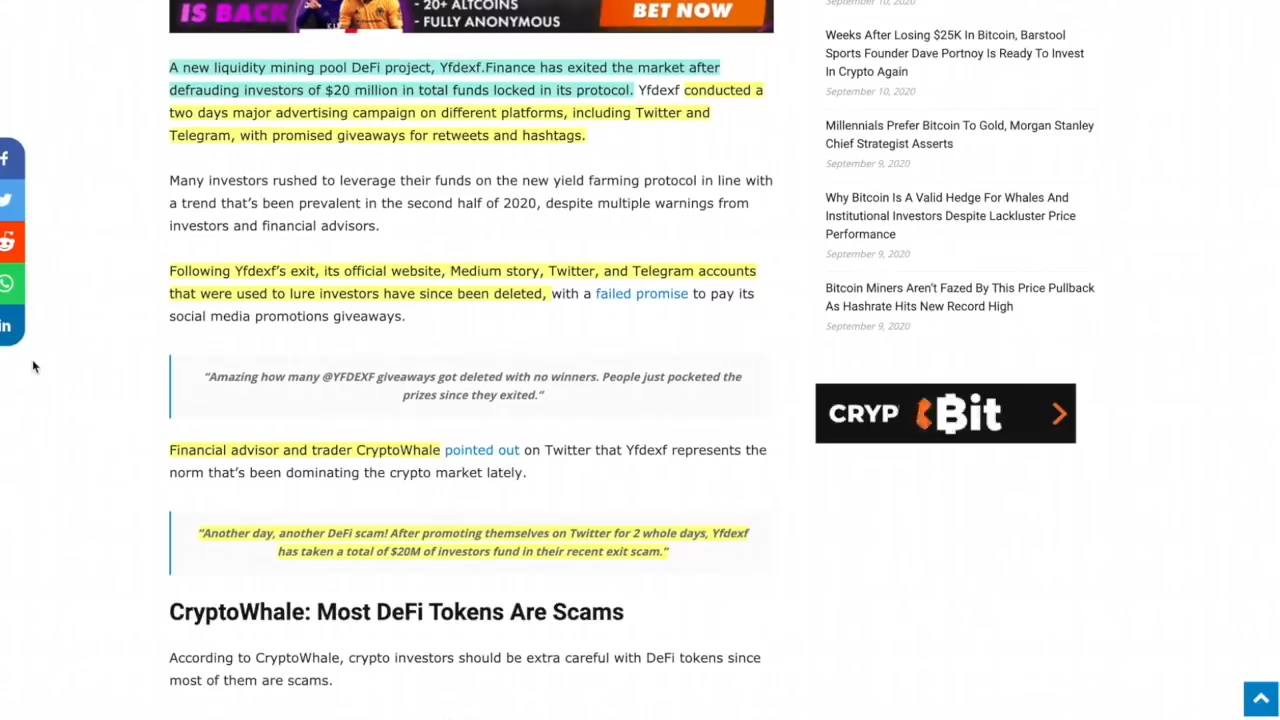 IS BACK
- 20+ ALTCOINS
- FULLY ANONYMOUS
BET NOW
A new liquidity mining pool DeFi project, Yfdexf.Finance has exited the market after
defrauding investors of $20 million in total funds locked in its protocol. Yfdexf conducted a
two days major advertising campaign on different platforms, including Twitter and
Telegram, with promised giveaways for retweets and hashtags.
Many investors rushed to leverage their funds on the new yield farming protocol in line with
a trend that’s been prevalent in the second half of 2020, despite multiple warnings from
investors and financial advisors.
Following Yfdexf’s exit, its official website, Medium story, Twitter, and Telegram accounts
that were used to lure investors have since been deleted, with a failed promise to pay its
social media promotions giveaways.
“Amazing how many @YFDEXF giveaways got deleted with no winners. People just pocketed the
prizes since they exited.”
Financial advisor and trader CryptoWhale pointed out on Twitter that Yfdexf represents the
norm that’s been dominating the crypto market lately.
“Another day, another DeFi scam! After promoting themselves on Twitter for 2 whole days, Yfdexf
has taken a total of $20M of investors fund in their recent exit scam.”
CryptoWhale: Most DeFi Tokens Are Scams
According to CryptoWhale, crypto investors should be extra careful with DeFi tokens since
most of them are scams.
September 10, 2020
Weeks After Losing $25K In Bitcoin, Barstool
Sports Founder Dave Portnoy Is Ready To Invest
In Crypto Again
September 10, 2020
Millennials Prefer Bitcoin To Gold, Morgan Stanley
Chief Strategist Asserts
September 9, 2020
Why Bitcoin Is A Valid Hedge For Whales And
Institutional Investors Despite Lackluster Price
Performance
September 9, 2020
Bitcoin Miners Aren’t Fazed By This Price Pullback
As Hashrate Hits New Record High
September 9, 2020
CRYP Bit
in